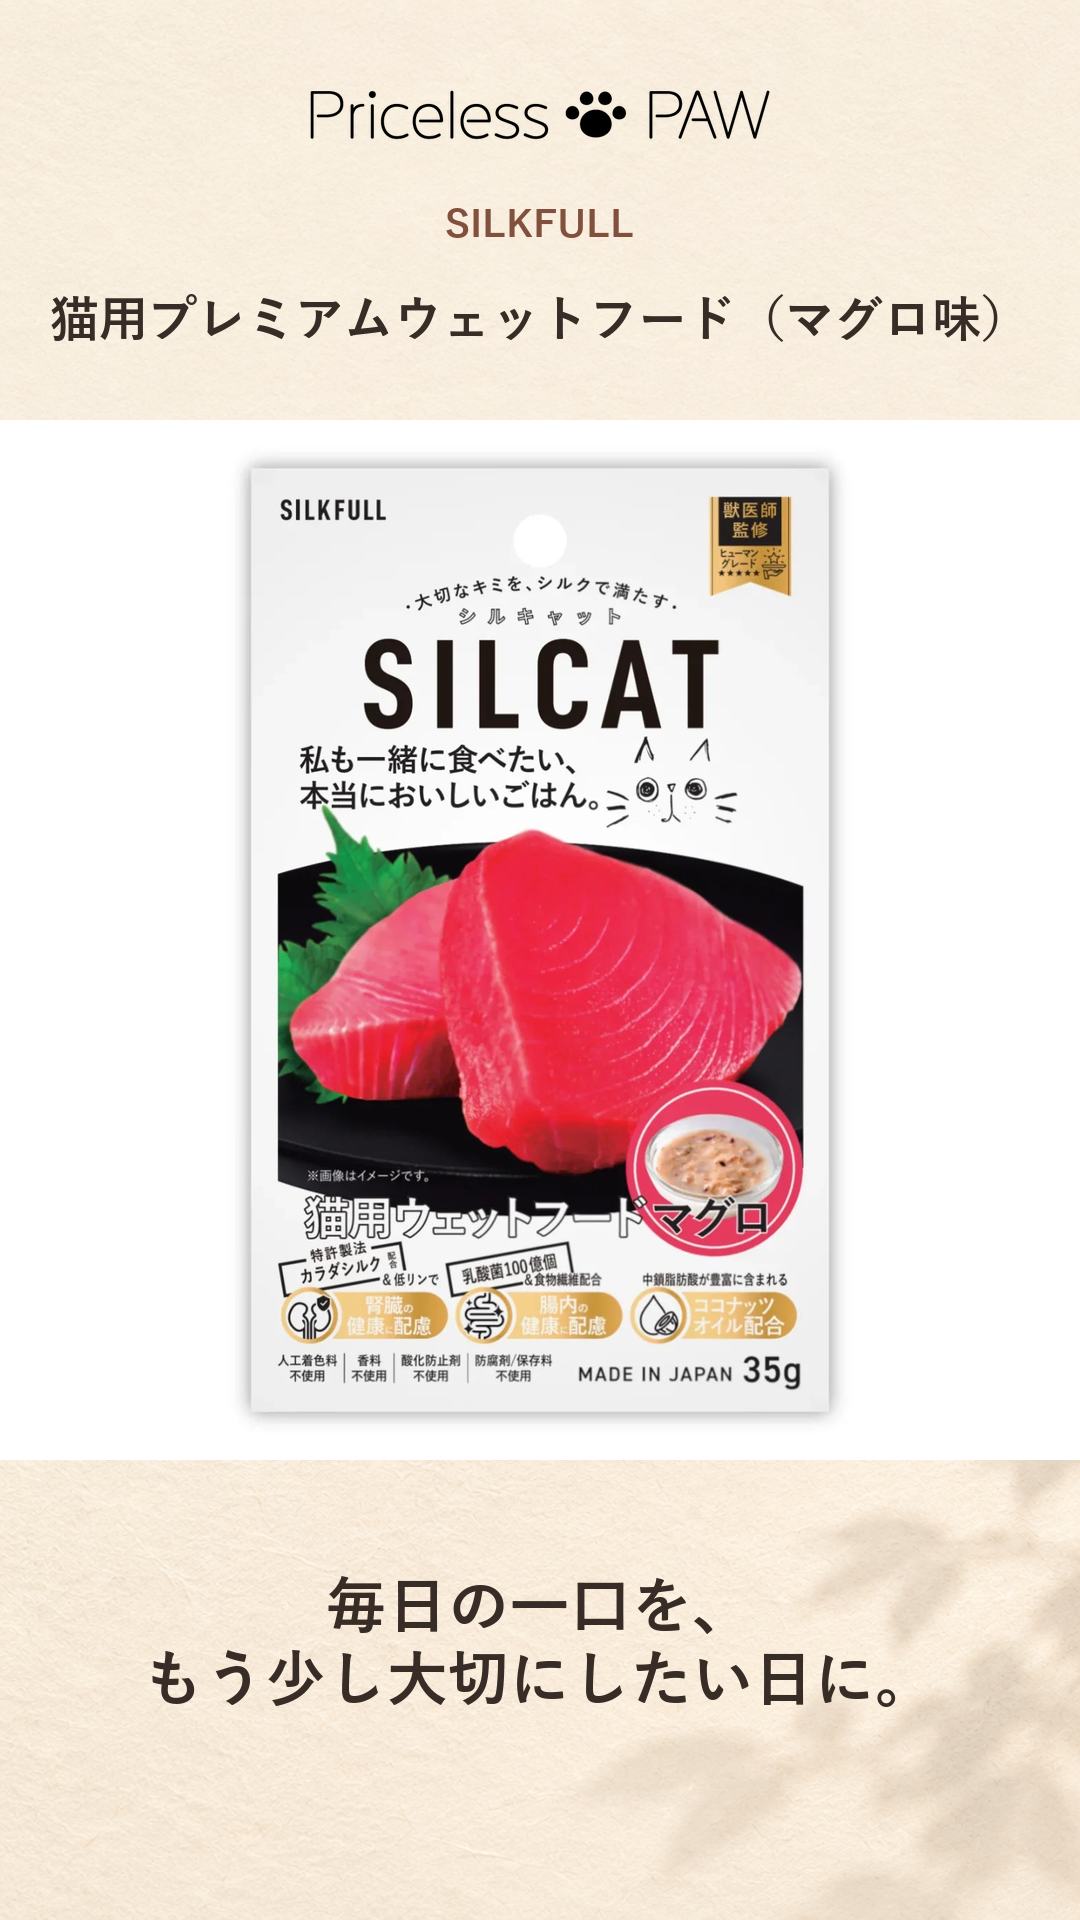 Priceless PAW
SILKFULL
猫用プレミアムウェットフード（マグロ味）
SILKFULL
獣医師
監修
ヒューマン
グレード
★★★★★
・大切なキミを、シルクで満たす・
シルキャット
SILCAT
私も一緒に食べたい、
本当においしいごはん。
※画像はイメージです。
猫用ウェットフード マグロ
特許製法
カラダシルク 配合
＆低リンで
腎臓の
健康に配慮
乳酸菌100億個
＆食物繊維配合
腸内の
健康に配慮
中鎖脂肪酸が豊富に含まれる
ココナッツ
オイル配合
人工着色料
不使用
香料
不使用
酸化防止剤
不使用
防腐剤/保存料
不使用
MADE IN JAPAN 35g
毎日の一口を、
もう少し大切にしたい日に。